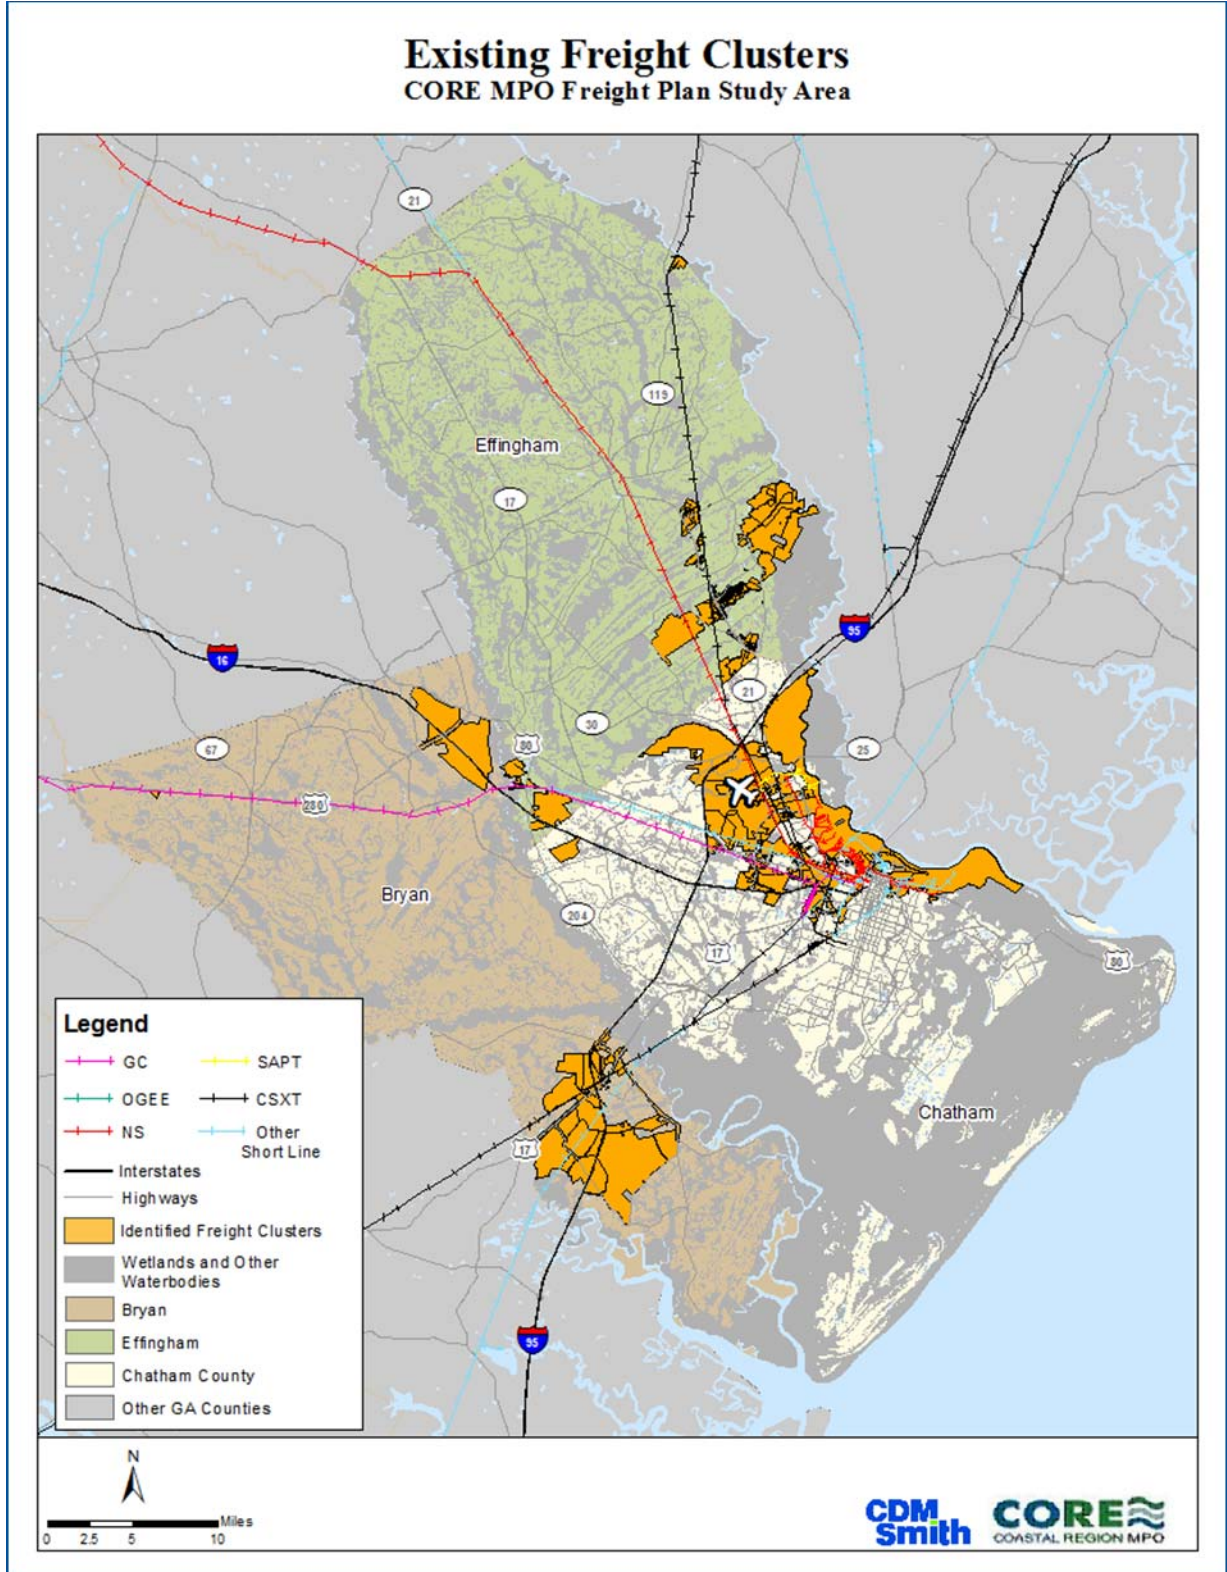 Existing Freight Clusters
CORE MPO Freight Plan Study Area
21
119
Effingham
17
95
16
21
30
80
67
25
280
Bryan
204
17
80
Legend
GC
SAPT
OGEE
CSXT
NS
Other
Short Line
Interstates
Highways
Identified Freight Clusters
Wetlands and Other
Waterbodies
Bryan
Effingham
Chatham County
Other GA Counties
Chatham
17
95
N
Miles
0 2.5 5 10
CDM
Smith
CORE
COASTAL REGION MPO